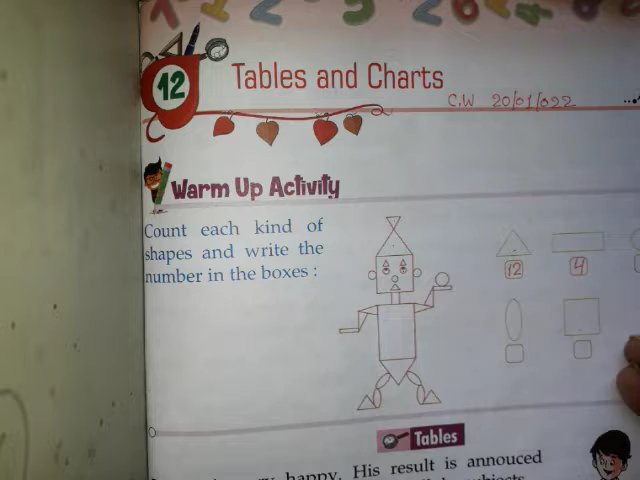 12
Tables and Charts
C.W 20/01/022
Warm Up Activity
Count each kind of
shapes and write the
number in the boxes :
12
4
Tables
happy. His result is annouced